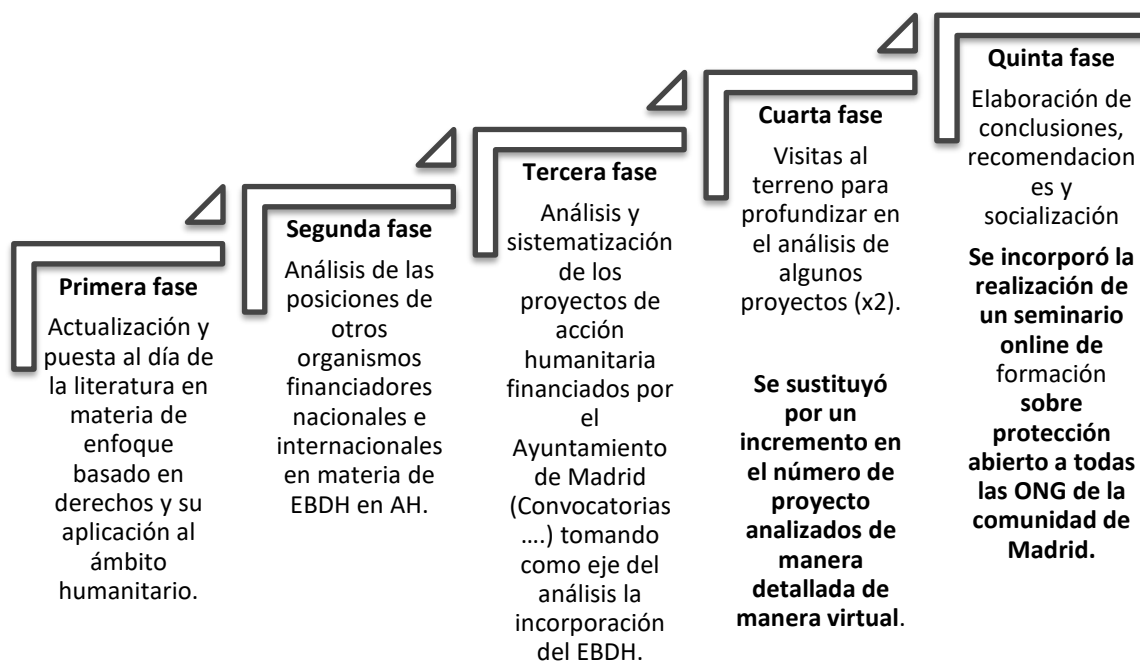 Primera fase
Actualización y
puesta al día de
la literatura en
materia de
enfoque
basado en
derechos y su
aplicación al
ámbito
humanitario.
Segunda fase
Análisis de las
posiciones de
otros
organismos
financiadores
nacionales e
internacionales
en materia de
EBDH en AH.
Tercera fase
Análisis y
sistematización
de los
proyectos de
acción
humanitaria
financiados por
el
Ayuntamiento
de Madrid
(Convocatorias
....) tomando
como eje del
análisis la
incorporación
del EBDH.
Cuarta fase
Visitas al
terreno para
profundizar en
el análisis de
algunos
proyectos (x2).
Se sustituyó
por un
incremento en
el número de
proyecto
analizados de
manera
detallada de
manera virtual.
Quinta fase
Elaboración de
conclusiones,
recomendacion
es y
socialización
Se incorporó la
realización de
un seminario
online de
formación
sobre
protección
abierto a todas
las ONG de la
comunidad de
Madrid.